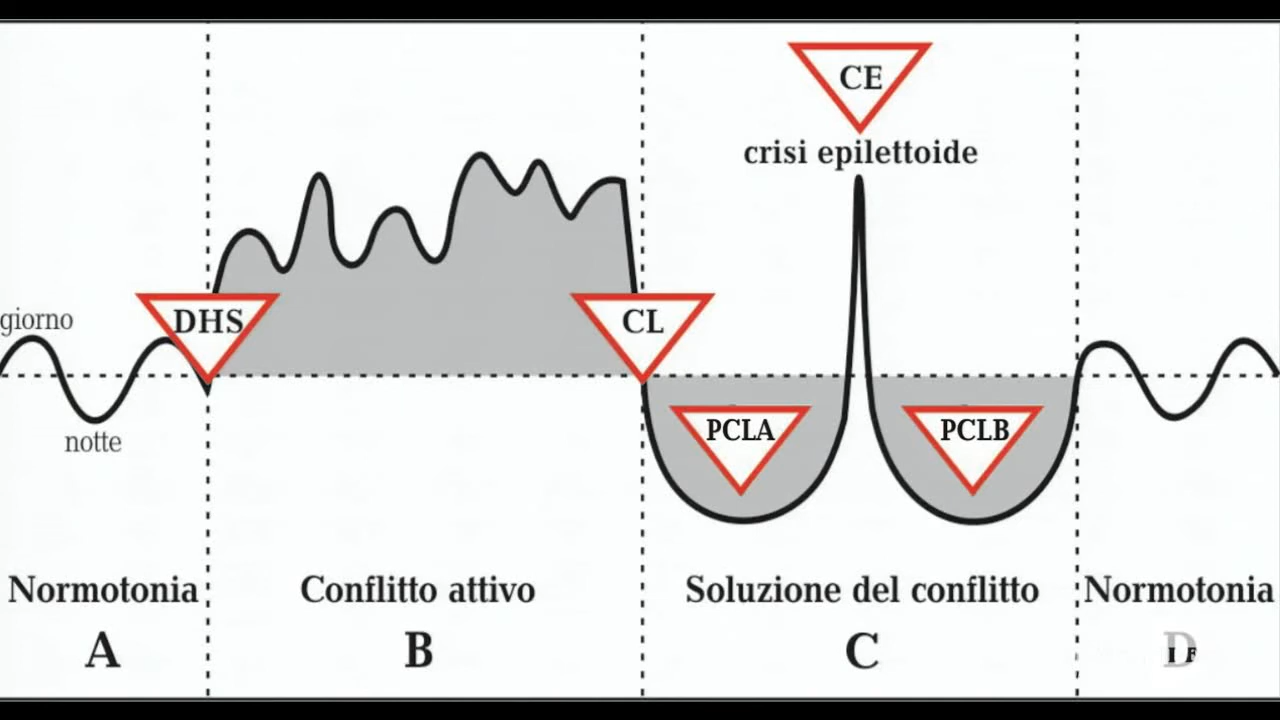 CE
crisi epilettoide
giorno
DHS
CL
notte
PCLA
PCLB
Normotonia
Conflitto attivo
Soluzione del conflitto
Normotonia
A
B
C
D